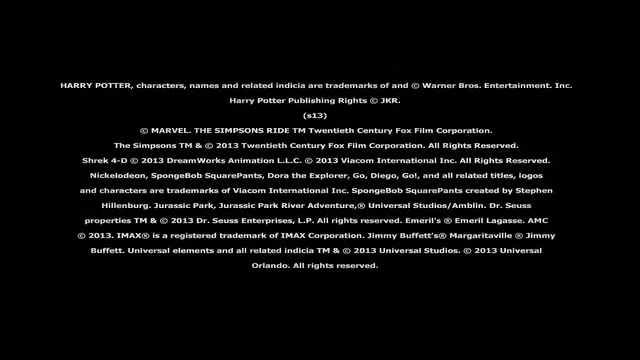 HARRY POTTER, characters, names and related indicia are trademarks of and © Warner Bros. Entertainment. Inc.
Harry Potter Publishing Rights © JKR.
(s13)
© MARVEL. THE SIMPSONS RIDE TM Twentieth Century Fox Film Corporation.
The Simpsons TM & © 2013 Twentieth Century Fox Film Corporation. All Rights Reserved.
Shrek 4-D © 2013 DreamWorks Animation L.L.C. © 2013 Viacom International Inc. All Rights Reserved.
Nickelodeon, SpongeBob SquarePants, Dora the Explorer, Go, Diego, Go!, and all related titles, logos
and characters are trademarks of Viacom International Inc. SpongeBob SquarePants created by Stephen
Hillenburg. Jurassic Park, Jurassic Park River Adventure,® Universal Studios/Amblin. Dr. Seuss
properties TM & © 2013 Dr. Seuss Enterprises, L.P. All rights reserved. Emeril's ® Emeril Lagasse. AMC
© 2013. IMAX® is a registered trademark of IMAX Corporation. Jimmy Buffett's® Margaritaville ® Jimmy
Buffett. Universal elements and all related indicia TM & © 2013 Universal Studios. © 2013 Universal
Orlando. All rights reserved.